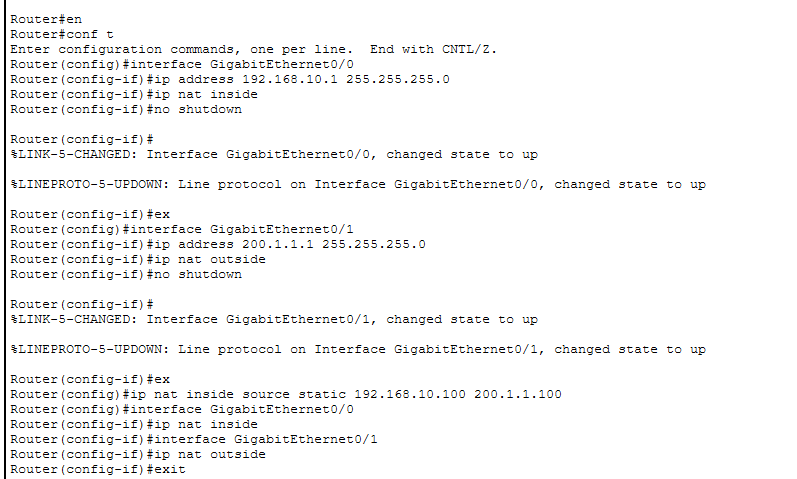 Router#en
Router#conf t
Enter configuration commands, one per line.  End with CNTL/Z.
Router(config)#interface GigabitEthernet0/0
Router(config-if)#ip address 192.168.10.1 255.255.255.0
Router(config-if)#ip nat inside
Router(config-if)#no shutdown
Router(config-if)#
%LINK-5-CHANGED: Interface GigabitEthernet0/0, changed state to up
%LINEPROTO-5-UPDOWN: Line protocol on Interface GigabitEthernet0/0, changed state to up
Router(config-if)#ex
Router(config)#interface GigabitEthernet0/1
Router(config-if)#ip address 200.1.1.1 255.255.255.0
Router(config-if)#ip nat outside
Router(config-if)#no shutdown
Router(config-if)#
%LINK-5-CHANGED: Interface GigabitEthernet0/1, changed state to up
%LINEPROTO-5-UPDOWN: Line protocol on Interface GigabitEthernet0/1, changed state to up
Router(config-if)#ex
Router(config)#ip nat inside source static 192.168.10.100 200.1.1.100
Router(config)#interface GigabitEthernet0/0
Router(config-if)#ip nat inside
Router(config-if)#interface GigabitEthernet0/1
Router(config-if)#ip nat outside
Router(config-if)#exit